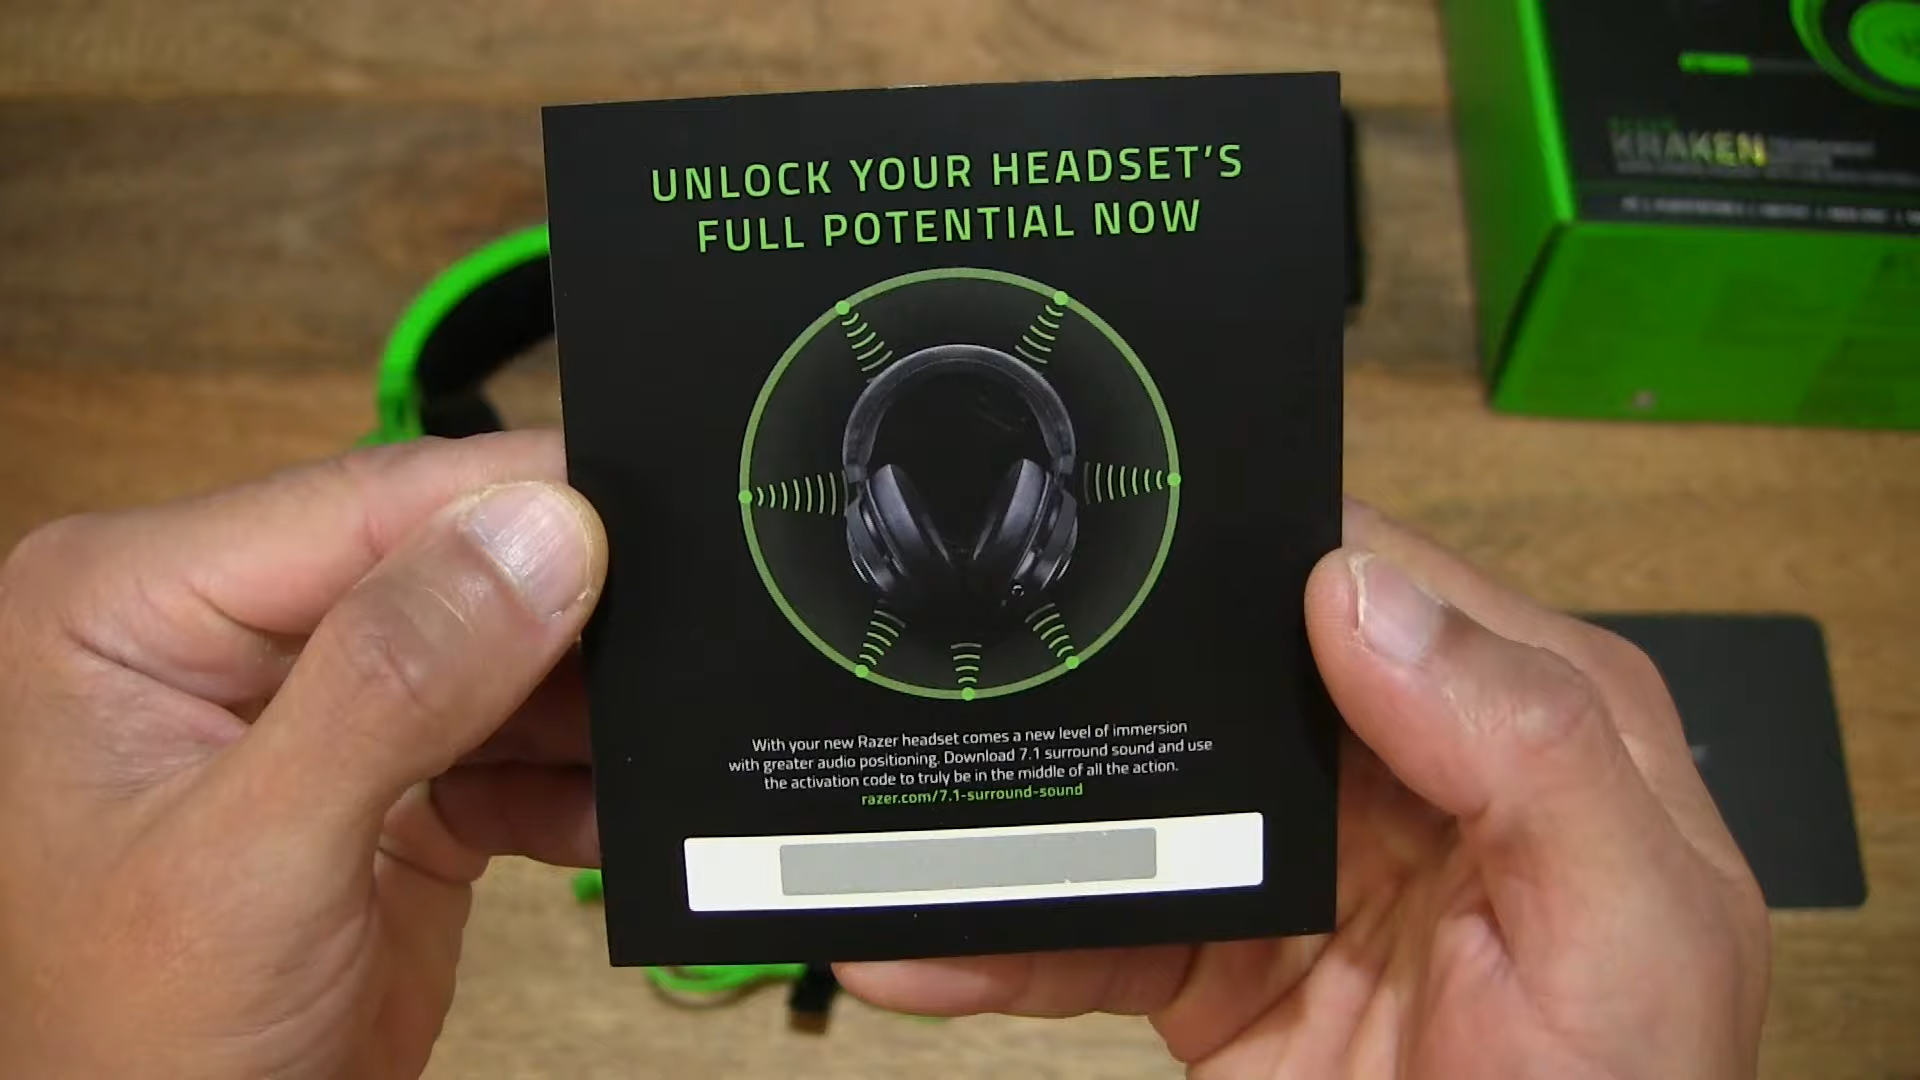 UNLOCK YOUR HEADSET'S
FULL POTENTIAL NOW
With your new Razer headset comes a new level of immersion
with greater audio positioning. Download 7.1 surround sound and use
the activation code to truly be in the middle of all the action.
razer.com/7.1-surround-sound
KRAKEN